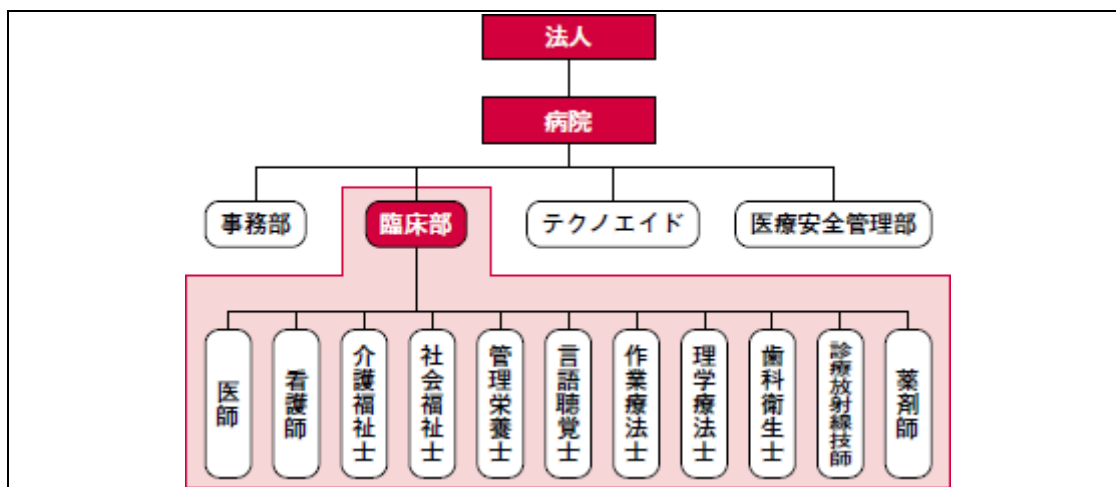 法人
病院
事務部
臨床部
テクノエイド
医療安全管理部
医師
看護師
介護福祉士
社会福祉士
管理栄養士
言語聴覚士
作業療法士
理学療法士
歯科衛生士
診療放射線技師
薬剤師